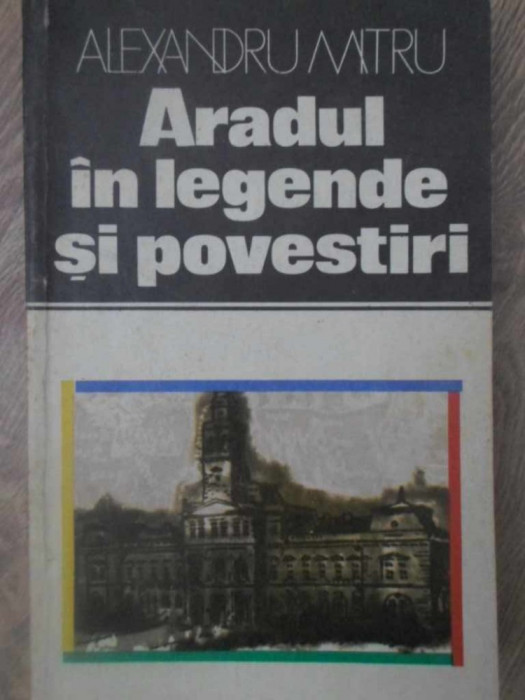 ALEXANDRU MITRU
Aradul
în legende
și povestiri